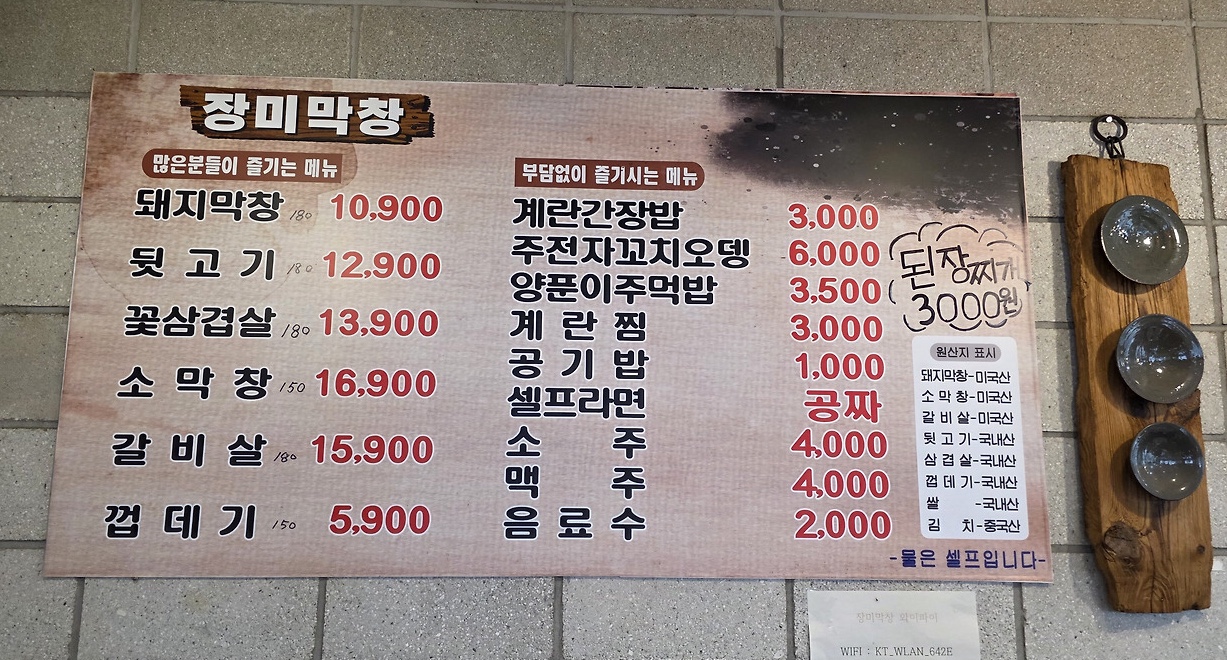 장미막창
많은분들이 즐기는 메뉴
돼지막창 180 10,900
뒷고기 180 12,900
꽃삼겹살 180 13,900
소막창 150 16,900
갈비살 180 15,900
껍데기 150 5,900
부담없이 즐겨시는 메뉴
계란간장밥 3,000
주전자꼬치오뎅 6,000
양푼이주먹밥 3,500
계란찜 3,000
공기밥 1,000
셀프라면 공짜
소주 4,000
맥주 4,000
음료수 2,000
된장찌개
3000원
원산지 표시
돼지막창-미국산
소막창-미국산
갈비살-미국산
뒷고기-국내산
삼겹살-국내산
껍데기-국내산
쌀-국내산
김치-중국산
-물은 셀프입니다-
장미막창 와이파이
WIFI : KT_WLAN_642E